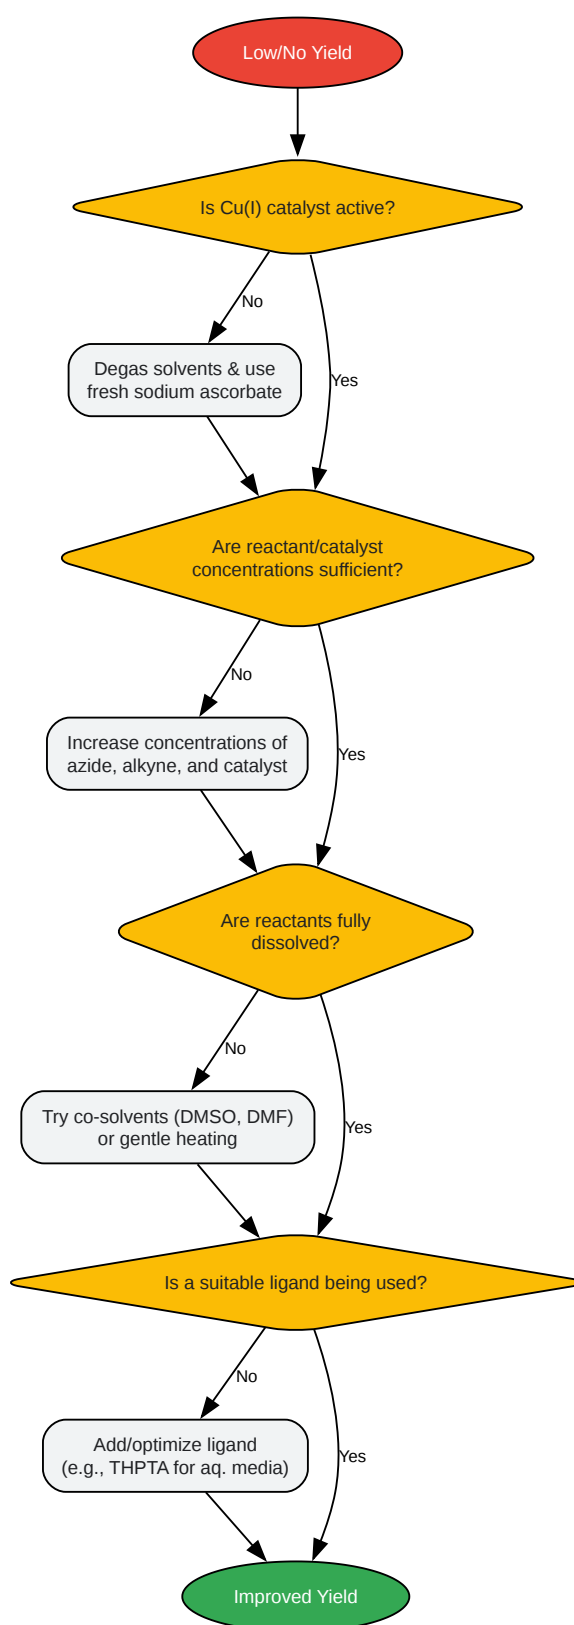 Low/No Yield
Is Cu(I) catalyst active?
No
Degas solvents & use
fresh sodium ascorbate
Yes
Are reactant/catalyst
concentrations sufficient?
No
Increase concentrations of
azide, alkyne, and catalyst
Yes
Are reactants fully
dissolved?
No
Try co-solvents (DMSO, DMF)
or gentle heating
Yes
Is a suitable ligand being used?
No
Add/optimize ligand
(e.g., THPTA for aq. media)
Yes
Improved Yield